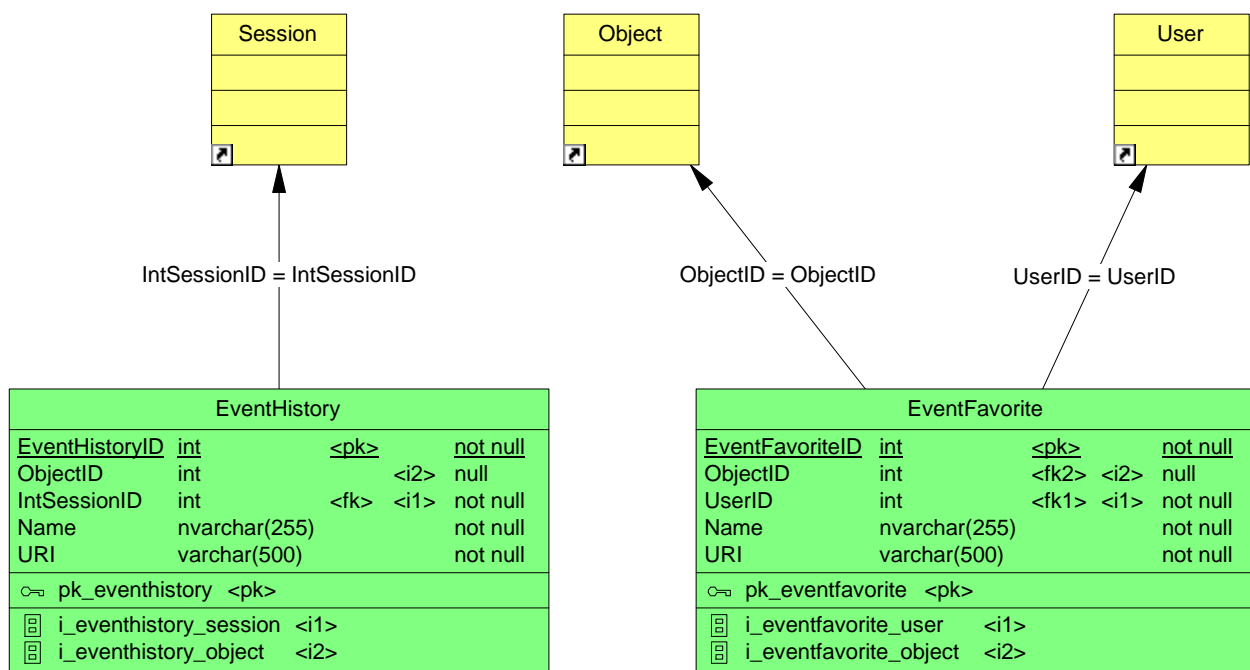 Session
Object
User
IntSessionID = IntSessionID
ObjectID = ObjectID
UserID = UserID
EventHistory
EventHistoryID int <pk> not null
ObjectID int <i2> null
IntSessionID int <fk> <i1> not null
Name nvarchar(255) not null
URI varchar(500) not null
pk_eventhistory <pk>
i_eventhistory_session <i1>
i_eventhistory_object <i2>
EventFavorite
EventFavoriteID int <pk> not null
ObjectID int <fk2> <i2> null
UserID int <fk1> <i1> not null
Name nvarchar(255) not null
URI varchar(500) not null
pk_eventfavorite <pk>
i_eventfavorite_user <i1>
i_eventfavorite_object <i2>